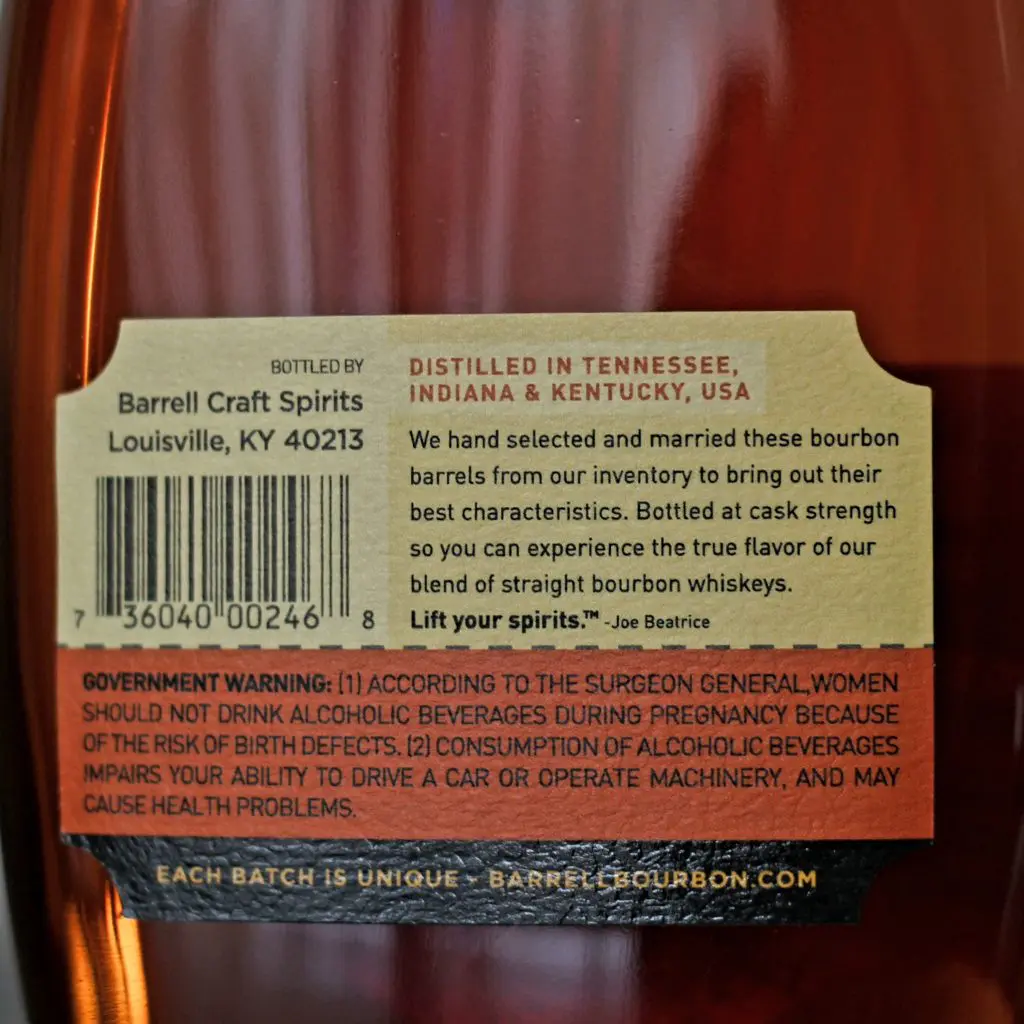 BOTTLED BY
Barrell Craft Spirits
Louisville, KY 40213
7 36040 00246 8
DISTILLED IN TENNESSEE,
INDIANA & KENTUCKY, USA
We hand selected and married these bourbon
barrels from our inventory to bring out their
best characteristics. Bottled at cask strength
so you can experience the true flavor of our
blend of straight bourbon whiskeys.
Lift your spirits.™ -Joe Beatrice
GOVERNMENT WARNING: (1) ACCORDING TO THE SURGEON GENERAL,WOMEN
SHOULD NOT DRINK ALCOHOLIC BEVERAGES DURING PREGNANCY BECAUSE
OF THE RISK OF BIRTH DEFECTS. (2) CONSUMPTION OF ALCOHOLIC BEVERAGES
IMPAIRS YOUR ABILITY TO DRIVE A CAR OR OPERATE MACHINERY, AND MAY
CAUSE HEALTH PROBLEMS.
EACH BATCH IS UNIQUE - BARRELLBOURBON.COM